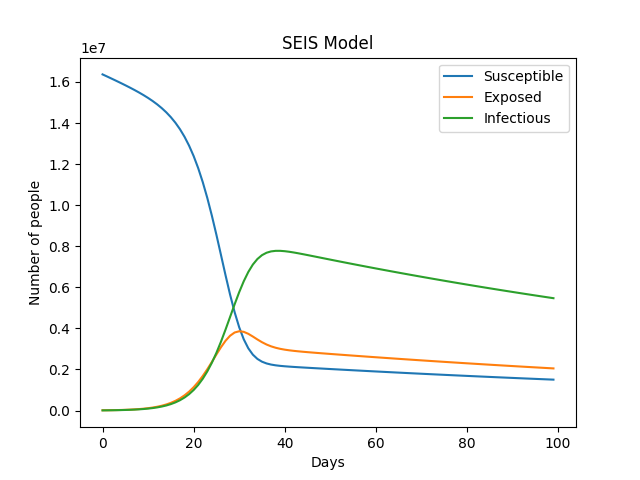 SEIS Model
1e7
Susceptible
Exposed
Infectious
1.6
1.4
1.2
1.0
0.8
0.6
0.4
0.2
0.0
Number of people
0 20 40 60 80 100
Days